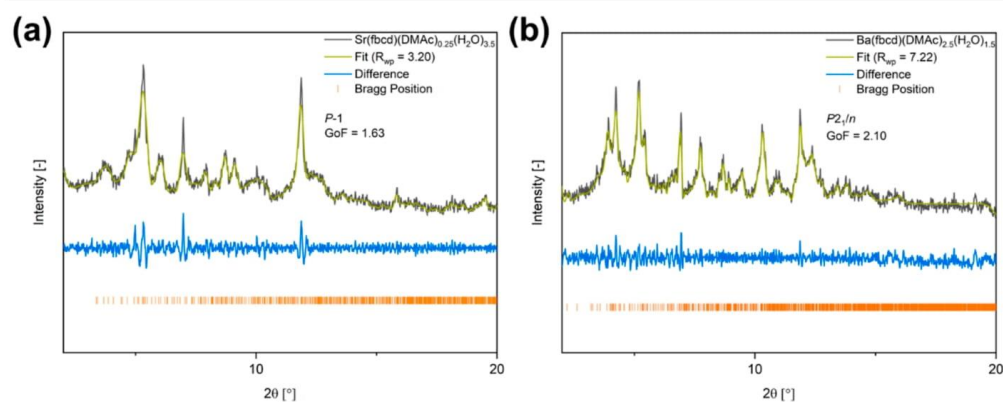 (a)
Sr(fbcd)(DMAc)₀.₂₅(H₂O)₃.₅
Fit (Rwp = 3.20)
Difference
Bragg Position
P-1
GoF = 1.63
Intensity [-]
10
20
2θ [°]
(b)
Ba(fbcd)(DMAc)₂.₅(H₂O)₁.₅
Fit (Rwp = 7.22)
Difference
Bragg Position
P2₁/n
GoF = 2.10
Intensity [-]
10
20
2θ [°]